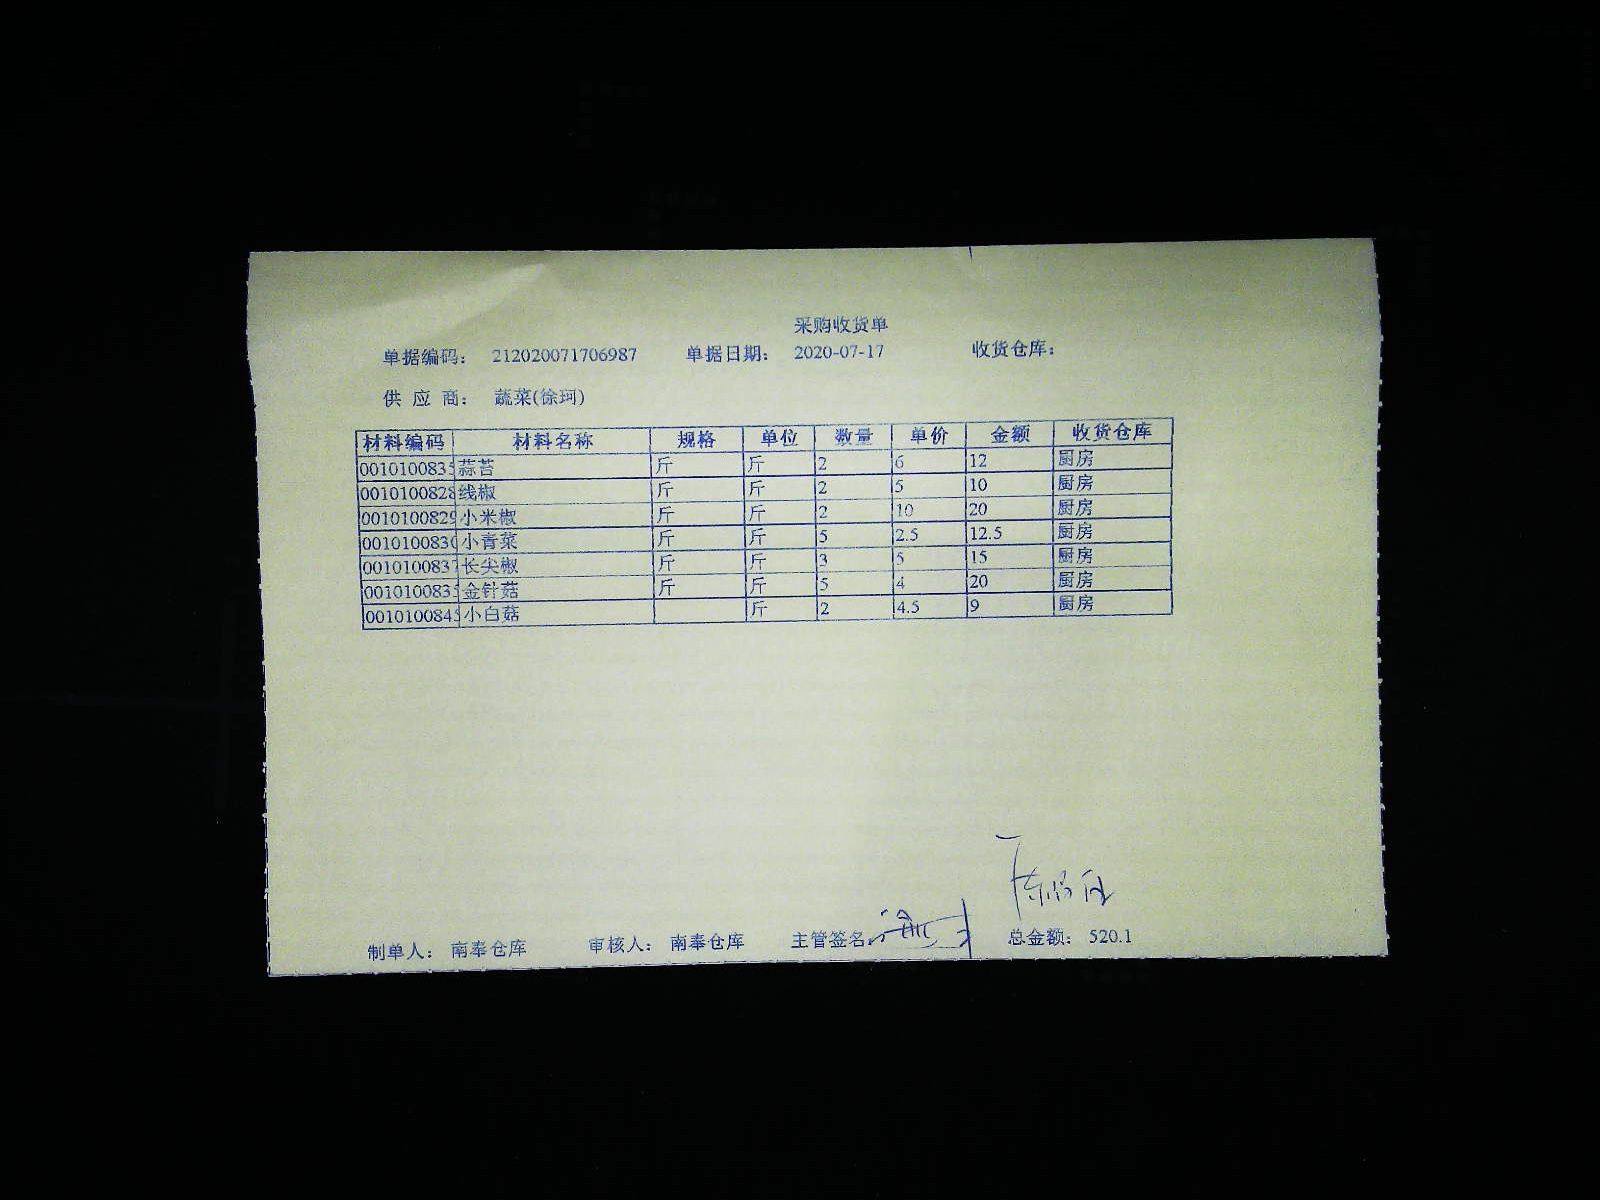 采购收货单
单据编码： 212020071706987 单据日期： 2020-07-17 收货仓库：
供 应 商： 蔬菜(徐珂)
材料编码 材料名称 规格 单位 数量 单价 金额 收货仓库
0010100835 蒜苔 斤 斤 2 6 12 厨房
0010100828 线椒 斤 斤 2 5 10 厨房
0010100829 小米椒 斤 斤 2 10 20 厨房
0010100830 小青菜 斤 斤 5 2.5 12.5 厨房
0010100837 长尖椒 斤 斤 3 5 15 厨房
0010100835 金针菇 斤 斤 5 4 20 厨房
0010100845 小白菇 斤 2 4.5 9 厨房
制单人： 南奉仓库 审核人： 南奉仓库 主管签名: 总金额： 520.1